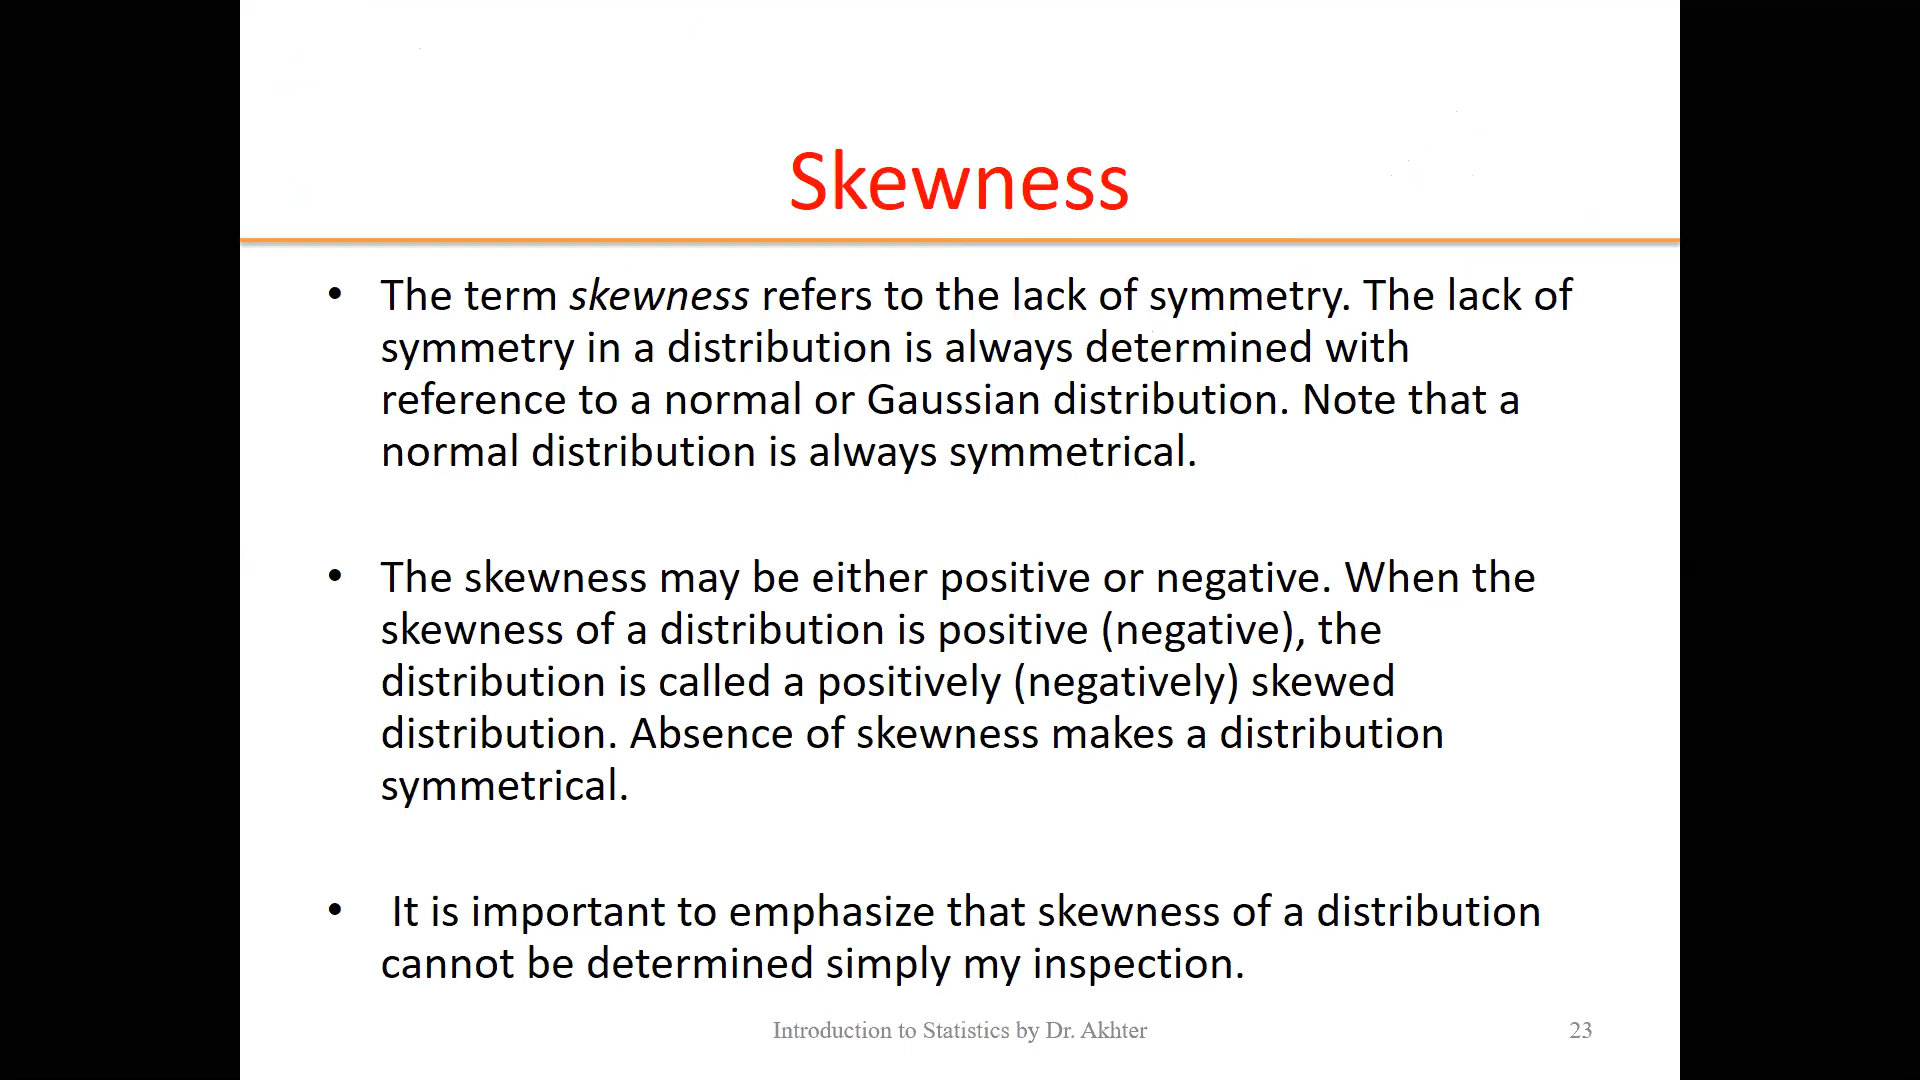 Skewness
• The term skewness refers to the lack of symmetry. The lack of
symmetry in a distribution is always determined with
reference to a normal or Gaussian distribution. Note that a
normal distribution is always symmetrical.
• The skewness may be either positive or negative. When the
skewness of a distribution is positive (negative), the
distribution is called a positively (negatively) skewed
distribution. Absence of skewness makes a distribution
symmetrical.
• It is important to emphasize that skewness of a distribution
cannot be determined simply my inspection.
Introduction to Statistics by Dr. Akhter
23